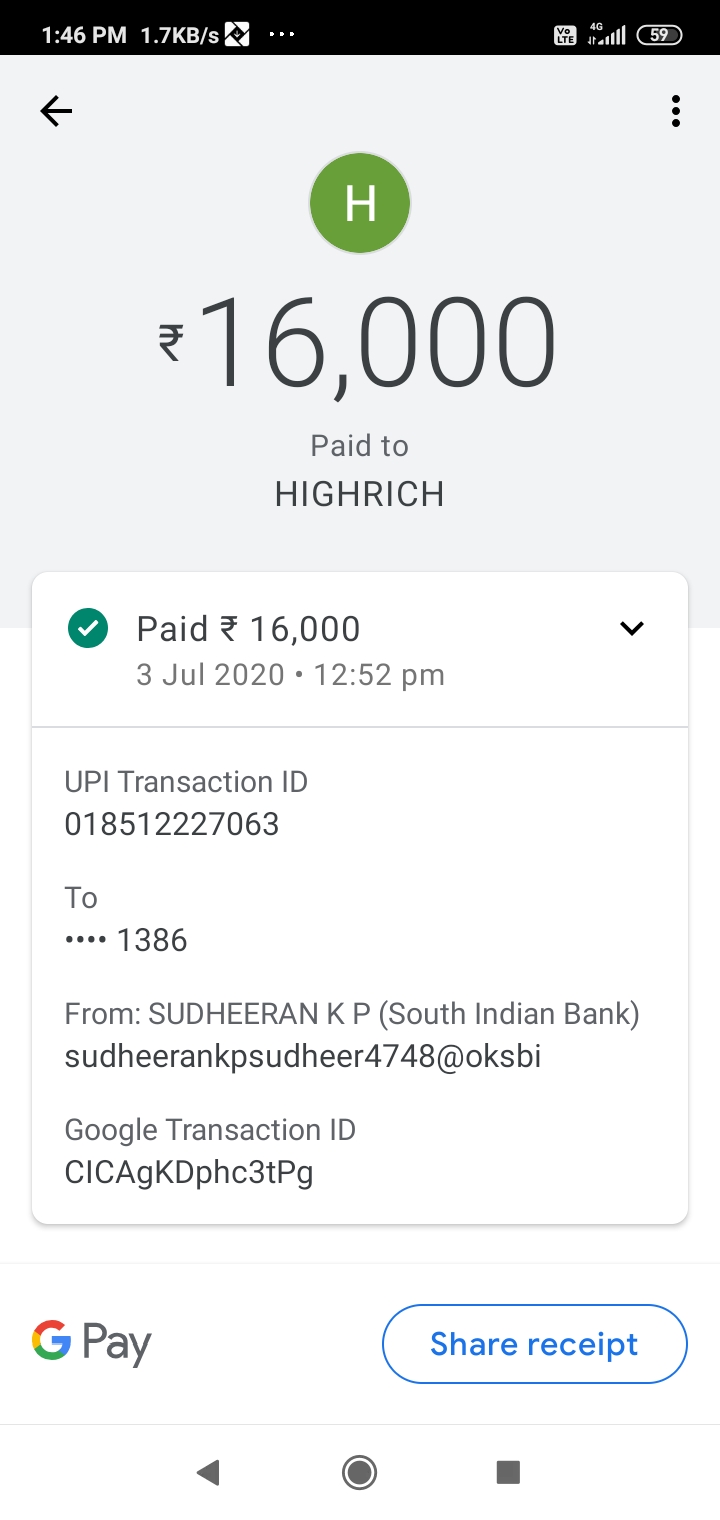 1:46 PM 1.7KB/s ...
Vo LTE 4G 59
H
₹16,000
Paid to
HIGHRICH
Paid ₹ 16,000
3 Jul 2020 • 12:52 pm
UPI Transaction ID
018512227063
To
•••• 1386
From: SUDHEERAN K P (South Indian Bank)
sudheerankpsudheer4748@oksbi
Google Transaction ID
CICAgKDphc3tPg
G Pay
Share receipt